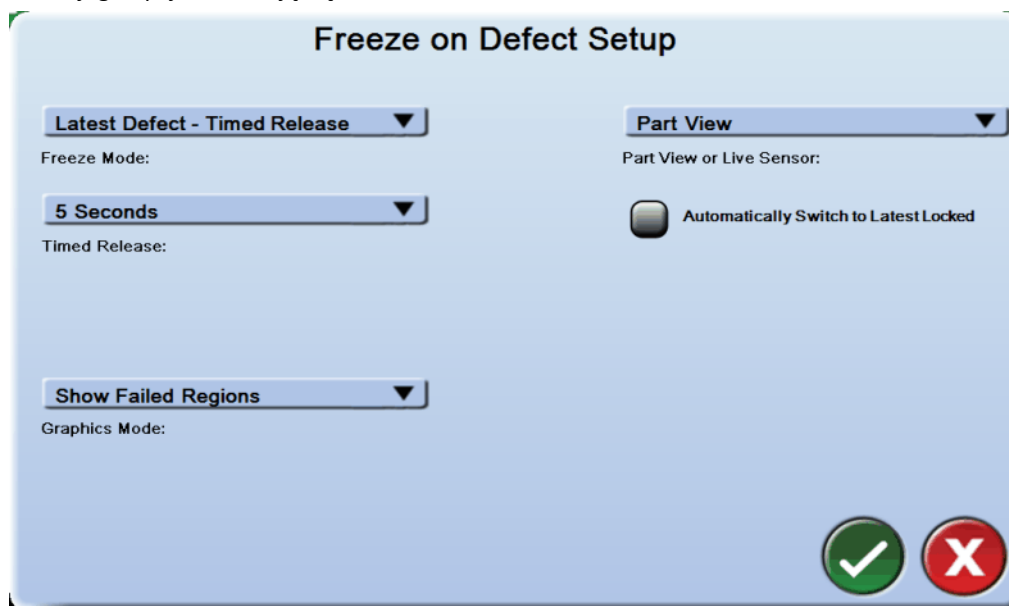 Freeze on Defect Setup
Latest Defect - Timed Release
Freeze Mode:
5 Seconds
Timed Release:
Show Failed Regions
Graphics Mode:
Part View
Part View or Live Sensor:
Automatically Switch to Latest Locked